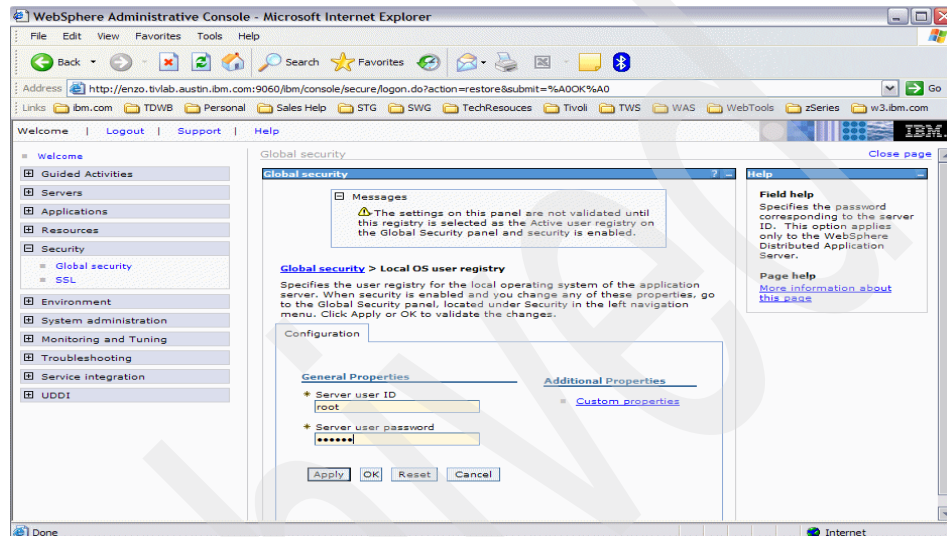 WebSphere Administrative Console - Microsoft Internet Explorer
File Edit View Favorites Tools Help
Back Search Favorites
Address http://enzo.tivlab.austin.ibm.com:9060/ibm/console/secure/logon.do?action=restore&submit=%A0OK%A0 Go
Links ibm.com TDWB Personal Sales Help STG SWG TechResouces Tivoli TWS WAS WebTools zSeries w3.ibm.com
Welcome | Logout | Support | Help IBM.
Welcome
Guided Activities
Servers
Applications
Resources
Security
Global security
SSL
Environment
System administration
Monitoring and Tuning
Troubleshooting
Service integration
UDDI
Global security Close page
Global security ? –
Messages
The settings on this panel are not validated until
this registry is selected as the Active user registry on
the Global Security panel and security is enabled.
Global security > Local OS user registry
Specifies the user registry for the local operating system of the application
server. When security is enabled and you change any of these properties, go
to the Global Security panel, located under Security in the left navigation
menu. Click Apply or OK to validate the changes.
Configuration
General Properties
* Server user ID
root
* Server user password
••••••
Additional Properties
Custom properties
Apply OK Reset Cancel
Help –
Field help
Specifies the password
corresponding to the server
ID. This option applies
only to the WebSphere
Distributed Application
Server.
Page help
More information about
this page
Done Internet